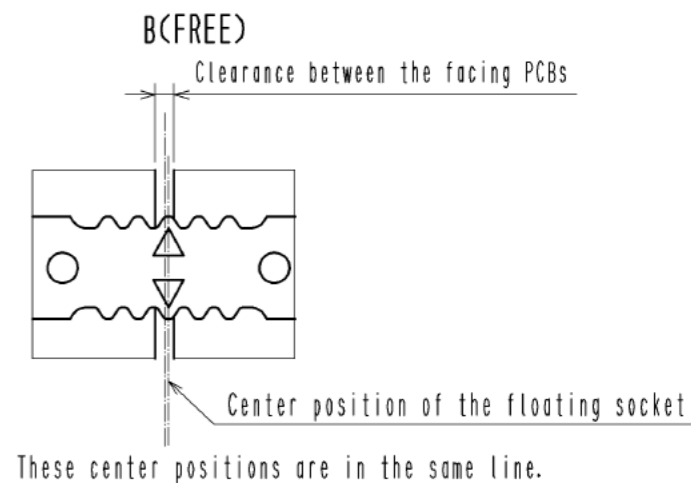 B(FREE)
Clearance between the facing PCBs
Center position of the floating socket
These center positions are in the same line.